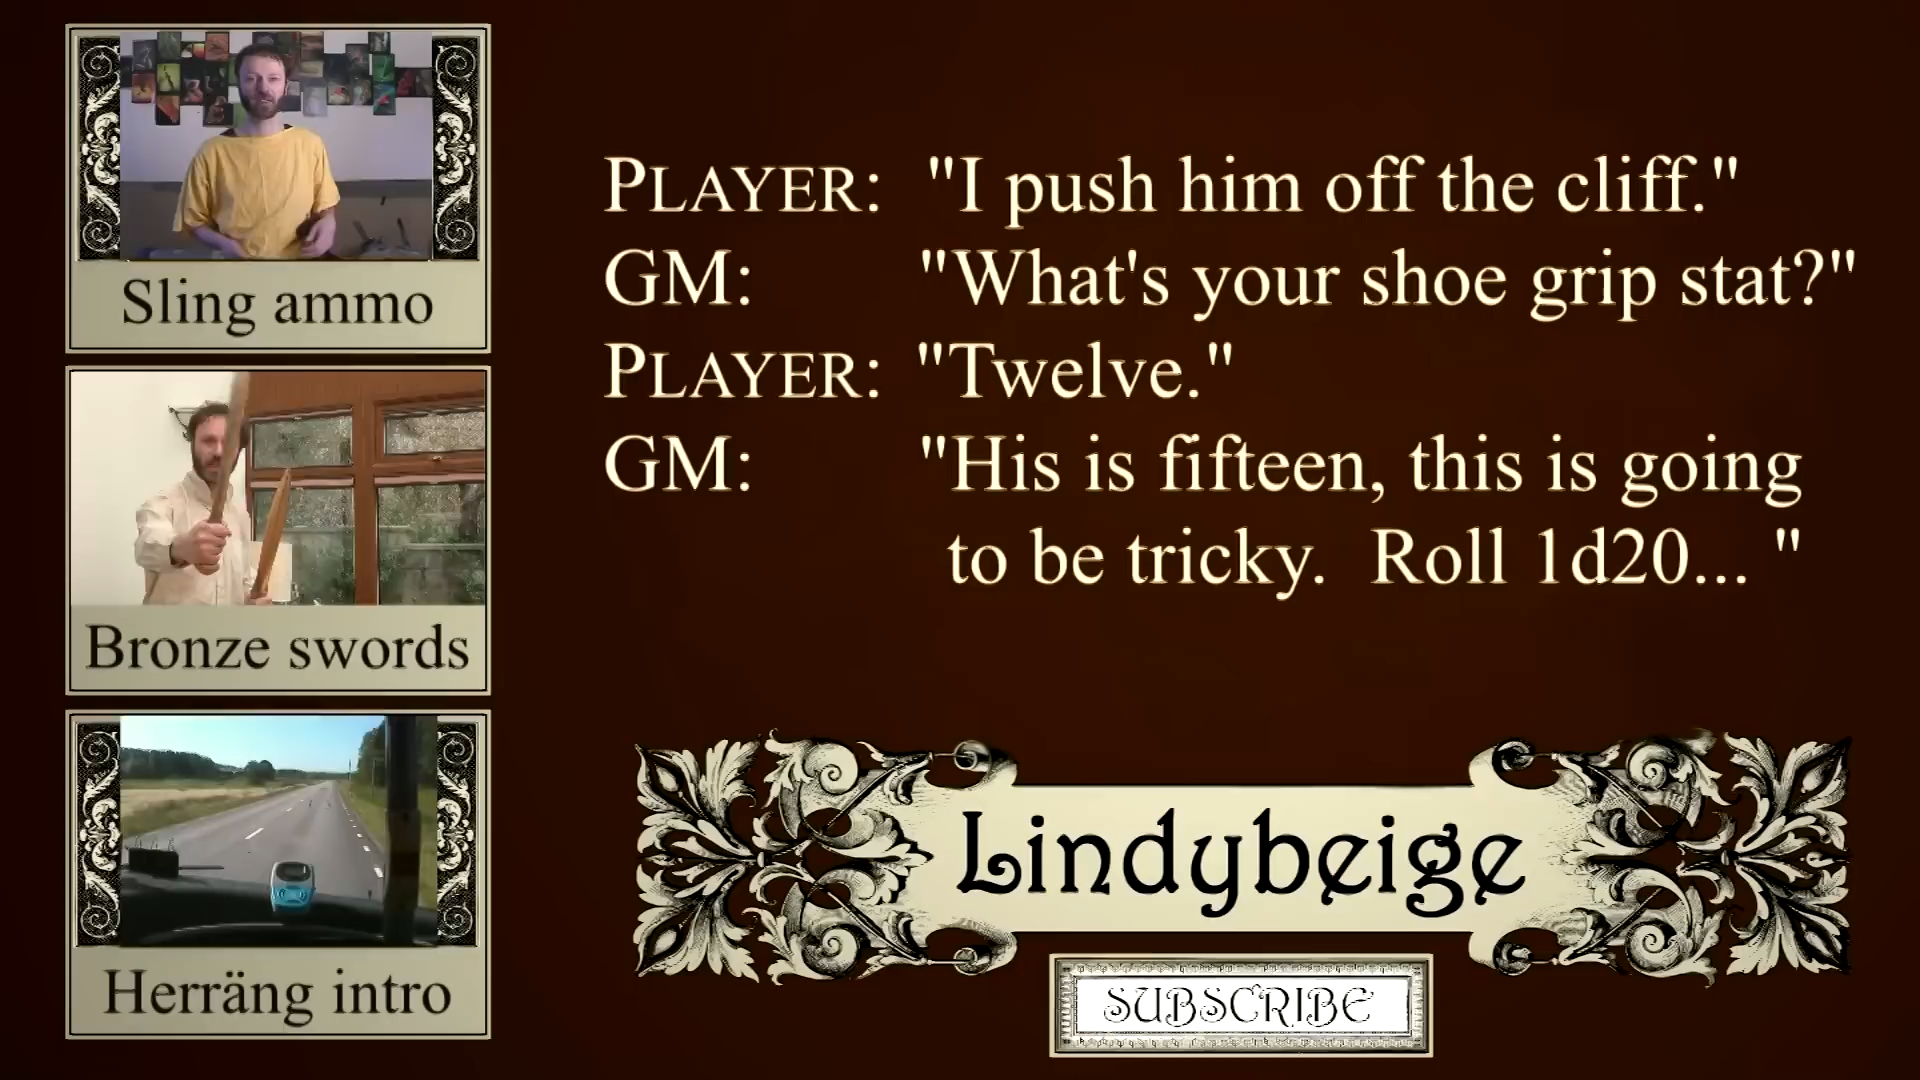 Sling ammo
Bronze swords
Herräng intro
PLAYER: "I push him off the cliff."
GM: "What's your shoe grip stat?"
PLAYER: "Twelve."
GM: "His is fifteen, this is going
to be tricky. Roll 1d20... "
Lindybeige
SUBSCRIBE